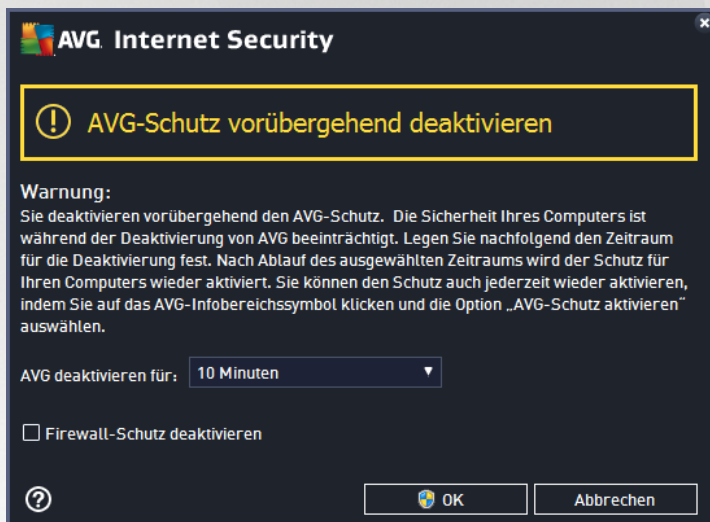 AVG. Internet Security
AVG-Schutz vorübergehend deaktivieren
Warnung:
Sie deaktivieren vorübergehend den AVG-Schutz.  Die Sicherheit Ihres Computers ist
während der Deaktivierung von AVG beeinträchtigt. Legen Sie nachfolgend den Zeitraum
für die Deaktivierung fest. Nach Ablauf des ausgewählten Zeitraums wird der Schutz für
Ihren Computers wieder aktiviert. Sie können den Schutz auch jederzeit wieder aktivieren,
indem Sie auf das AVG-Infobereichssymbol klicken und die Option „AVG-Schutz aktivieren“
auswählen.
AVG deaktivieren für: 10 Minuten
Firewall-Schutz deaktivieren
OK Abbrechen